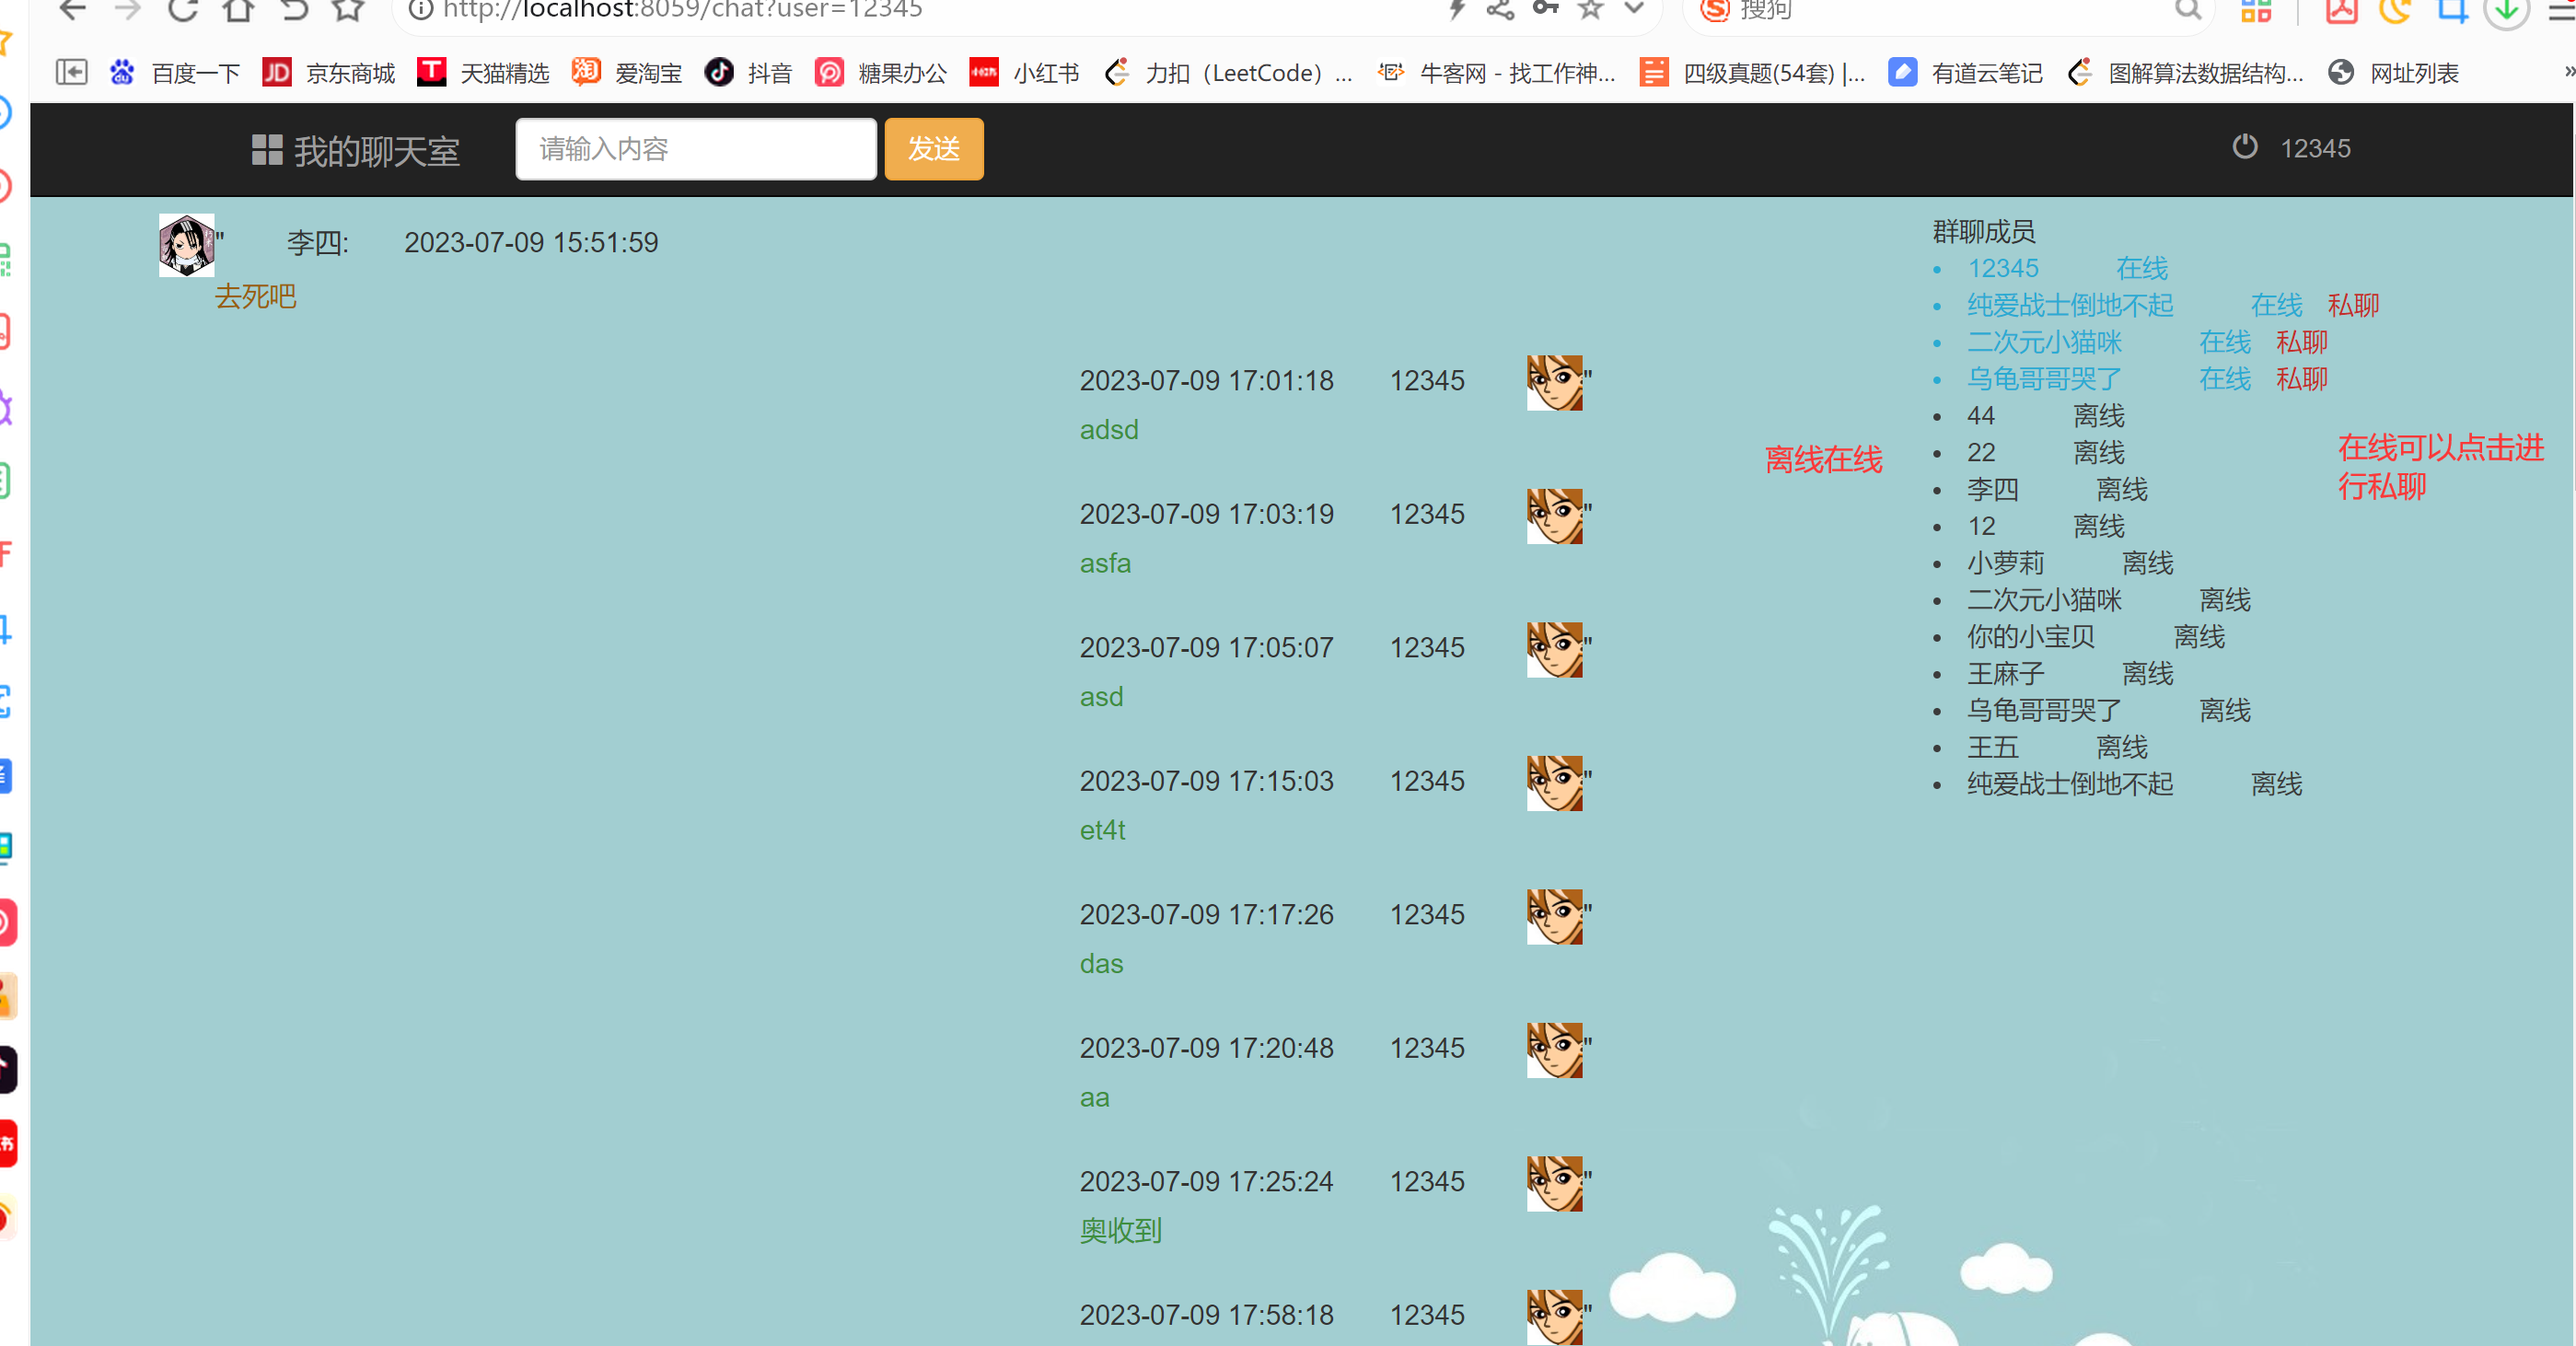 http://localhost:8059/chat?user=12345
搜狗
百度一下 京东商城 天猫精选 爱淘宝 抖音 糖果办公 小红书 力扣（LeetCode）... 牛客网 - 找工作神... 四级真题(54套) |... 有道云笔记 图解算法数据结构... 网址列表 »
我的聊天室 请输入内容 发送 12345
" 李四: 2023-07-09 15:51:59
去死吧
2023-07-09 17:01:18 12345 "
adsd
2023-07-09 17:03:19 12345 "
asfa
2023-07-09 17:05:07 12345 "
asd
2023-07-09 17:15:03 12345 "
et4t
2023-07-09 17:17:26 12345 "
das
2023-07-09 17:20:48 12345 "
aa
2023-07-09 17:25:24 12345 "
奥收到
2023-07-09 17:58:18 12345 "
离线在线
群聊成员
• 12345 在线
• 纯爱战士倒地不起 在线 私聊
• 二次元小猫咪 在线 私聊
• 乌龟哥哥哭了 在线 私聊
• 44 离线
• 22 离线
• 李四 离线
• 12 离线
• 小萝莉 离线
• 二次元小猫咪 离线
• 你的小宝贝 离线
• 王麻子 离线
• 乌龟哥哥哭了 离线
• 王五 离线
• 纯爱战士倒地不起 离线
在线可以点击进
行私聊